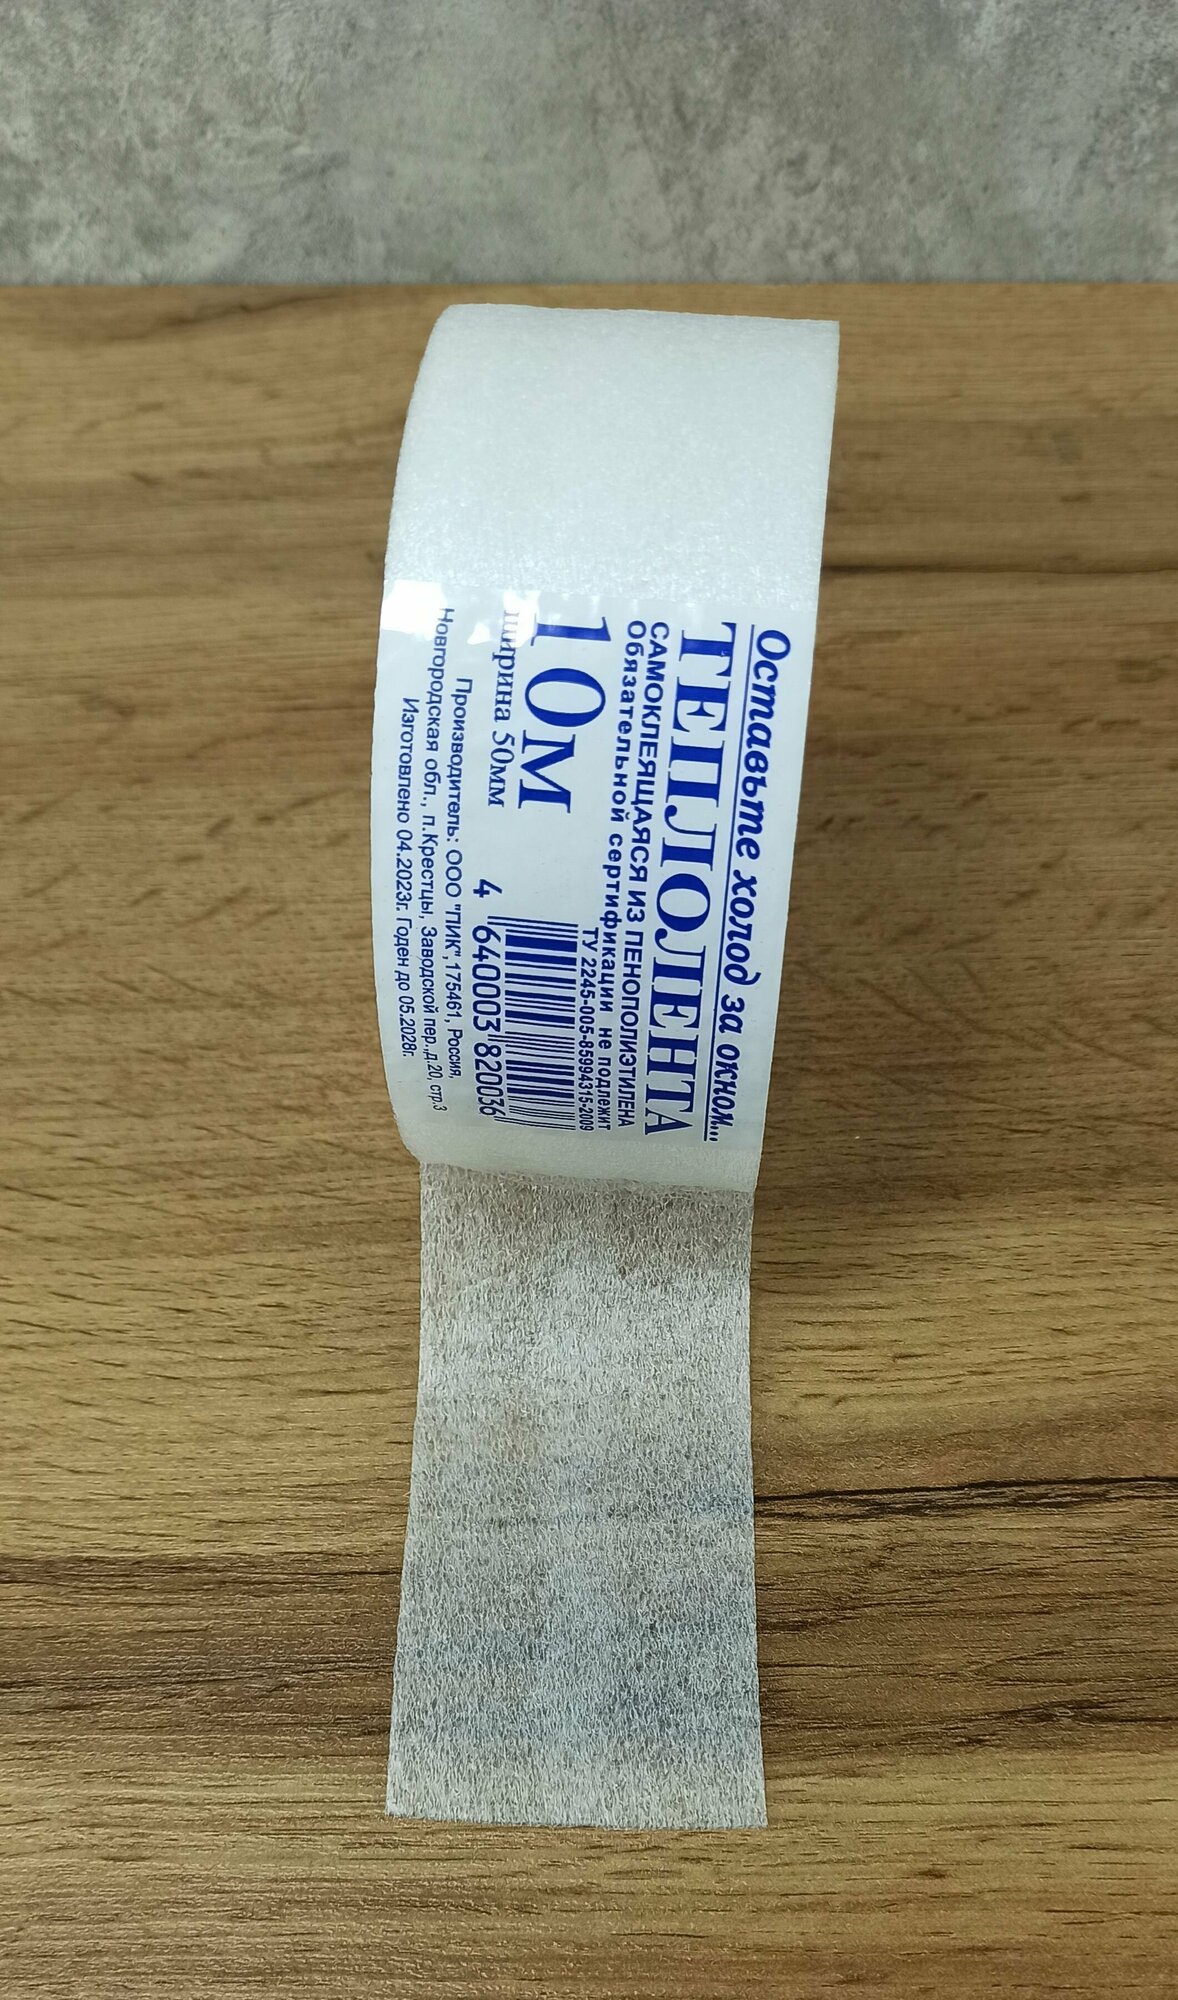 Оставьте холод за окном...
ТЕПЛОЛЕНТА
САМОКЛЕЯЩАЯСЯ ИЗ ПЕНОПОЛИЭТИЛЕНА
Обязательной сертификации не подлежит
ТУ 2245-005-85994315-2009
10м
ширина 50мм
4 640003 820036
Производитель: ООО "ПИК", 175461, Россия,
Новгородская обл., п.Крестцы, Заводской пер.,д.20, стр.3
Изготовлено 04.2023г. Годен до 05.2028г.